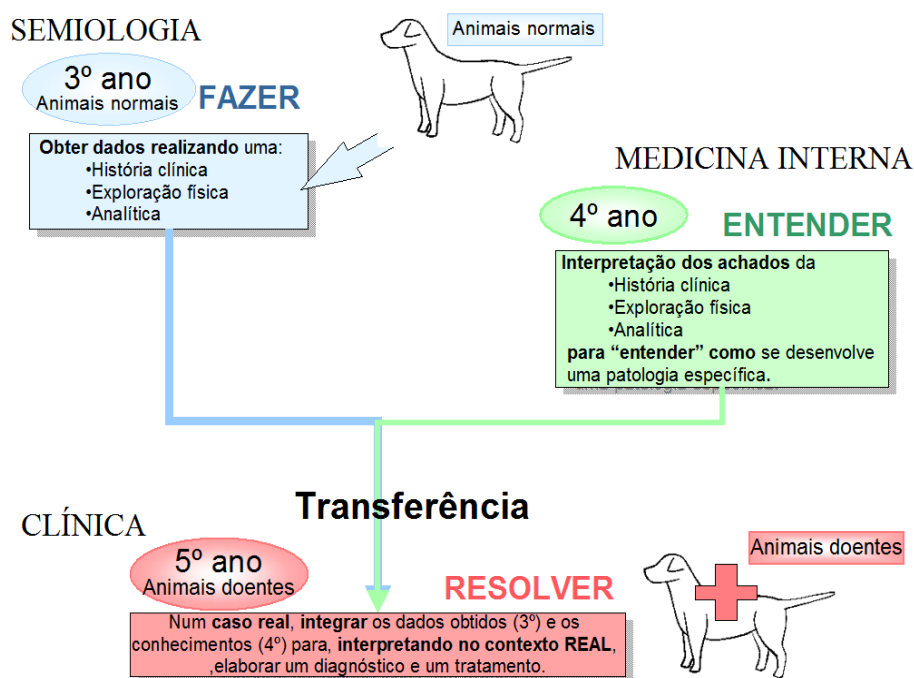 SEMIOLOGIA
Animais normais
3º ano
Animais normais
FAZER
Obter dados realizando uma:
•História clínica
•Exploração física
•Analítica
MEDICINA INTERNA
4º ano
ENTENDER
Interpretação dos achados da
•História clínica
•Exploração física
•Analítica
para “entender” como se desenvolve
uma patologia específica.
Transferência
CLÍNICA
5º ano
Animais doentes
RESOLVER
Animais doentes
Num caso real, integrar os dados obtidos (3º) e os
conhecimentos (4º) para, interpretando no contexto REAL,
,elaborar um diagnóstico e um tratamento.